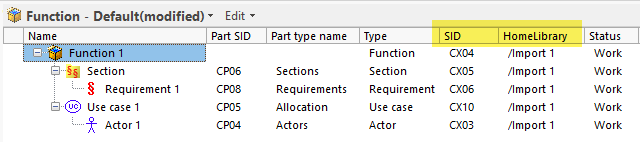 Function - Default(modified) Edit
Name Part SID Part type name Type SID HomeLibrary Status
Function 1 Function CX04 /Import 1 Work
§§ Section CP06 Sections Section CX05 /Import 1 Work
§ Requirement 1 CP08 Requirements Requirement CX06 /Import 1 Work
UC Use case 1 CP05 Allocation Use case CX10 /Import 1 Work
Actor 1 CP04 Actors Actor CX03 /Import 1 Work